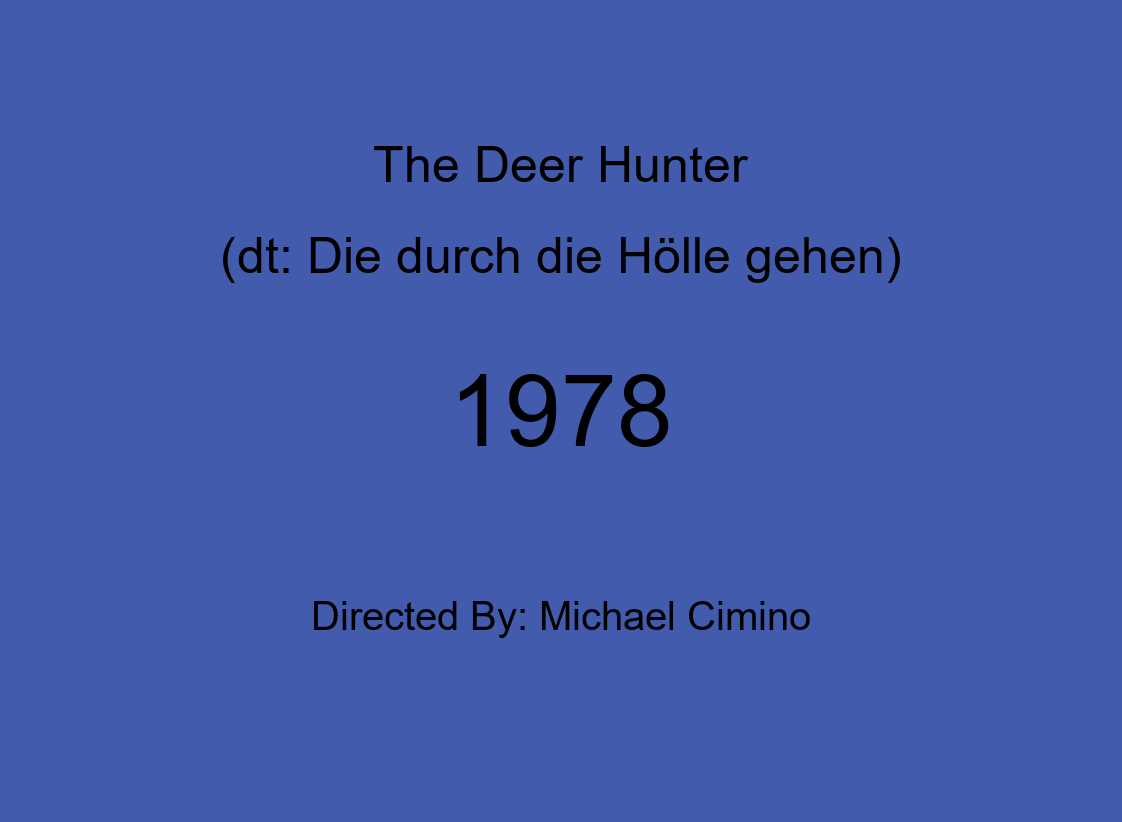 The Deer Hunter
(dt: Die durch die Hölle gehen)
1978
Directed By: Michael Cimino